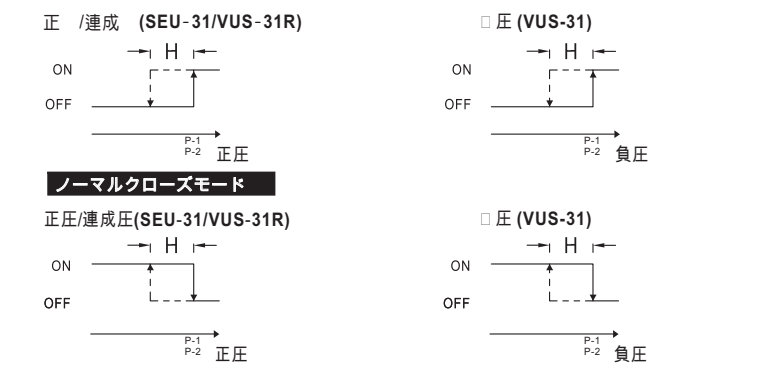 正 /連成 (SEU-31/VUS-31R)
H
ON
OFF
P-1
P-2
正圧
圧 (VUS-31)
H
ON
OFF
P-1
P-2
負圧
ノーマルクローズモード
正圧/連成圧(SEU-31/VUS-31R)
H
ON
OFF
P-1
P-2
正圧
圧 (VUS-31)
H
ON
OFF
P-1
P-2
負圧